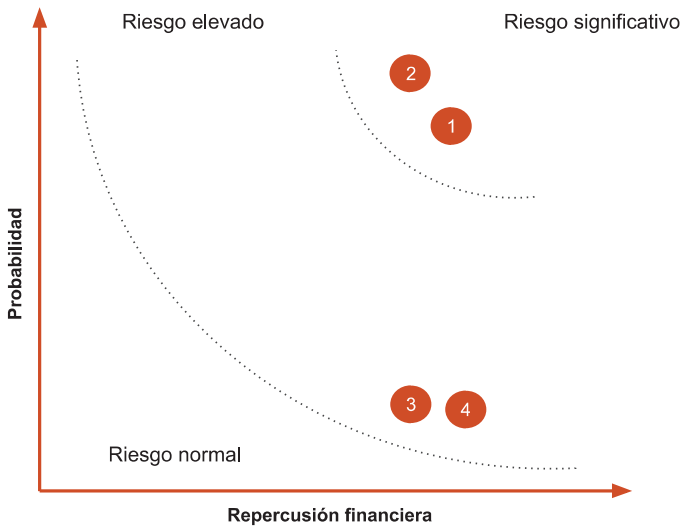 Riesgo elevado
Riesgo significativo
2
1
Probabilidad
3
4
Riesgo normal
Repercusión financiera